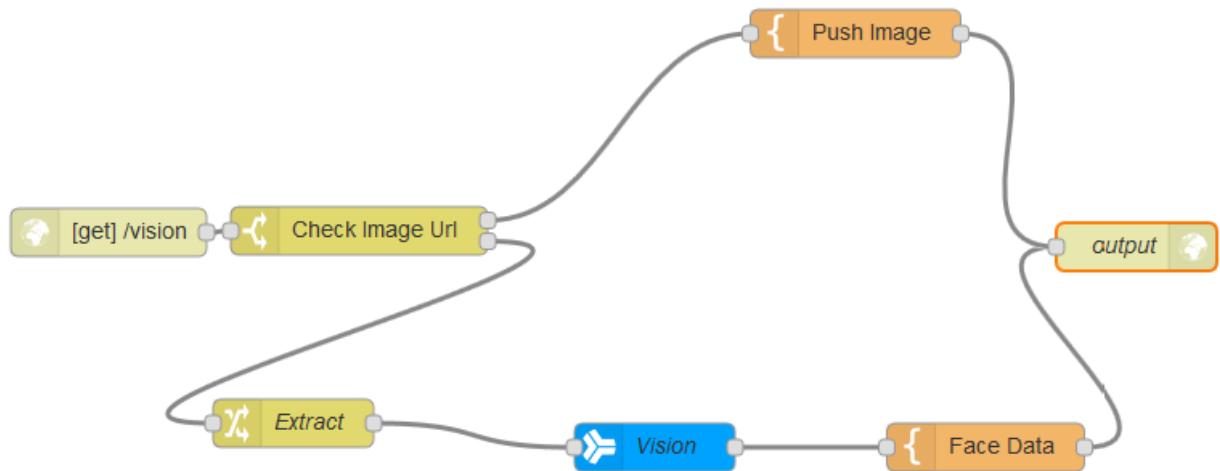 Push Image
[get] /vision
Check Image Url
output
Extract
Vision
Face Data